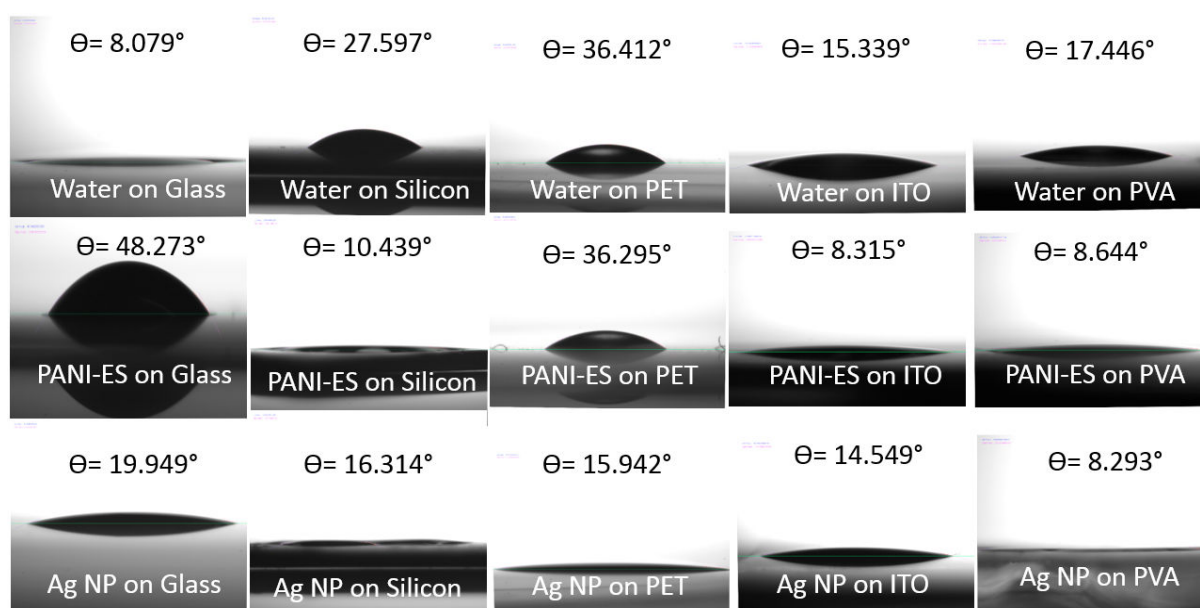 Ɵ= 8.079°
Ɵ= 27.597°
Ɵ= 36.412°
Ɵ= 15.339°
Ɵ= 17.446°
Water on Glass
Water on Silicon
Water on PET
Water on ITO
Water on PVA
Ɵ= 48.273°
Ɵ= 10.439°
Ɵ= 36.295°
Ɵ= 8.315°
Ɵ= 8.644°
PANI-ES on Glass
PANI-ES on Silicon
PANI-ES on PET
PANI-ES on ITO
PANI-ES on PVA
Ɵ= 19.949°
Ɵ= 16.314°
Ɵ= 15.942°
Ɵ= 14.549°
Ɵ= 8.293°
Ag NP on Glass
Ag NP on Silicon
Ag NP on PET
Ag NP on ITO
Ag NP on PVA